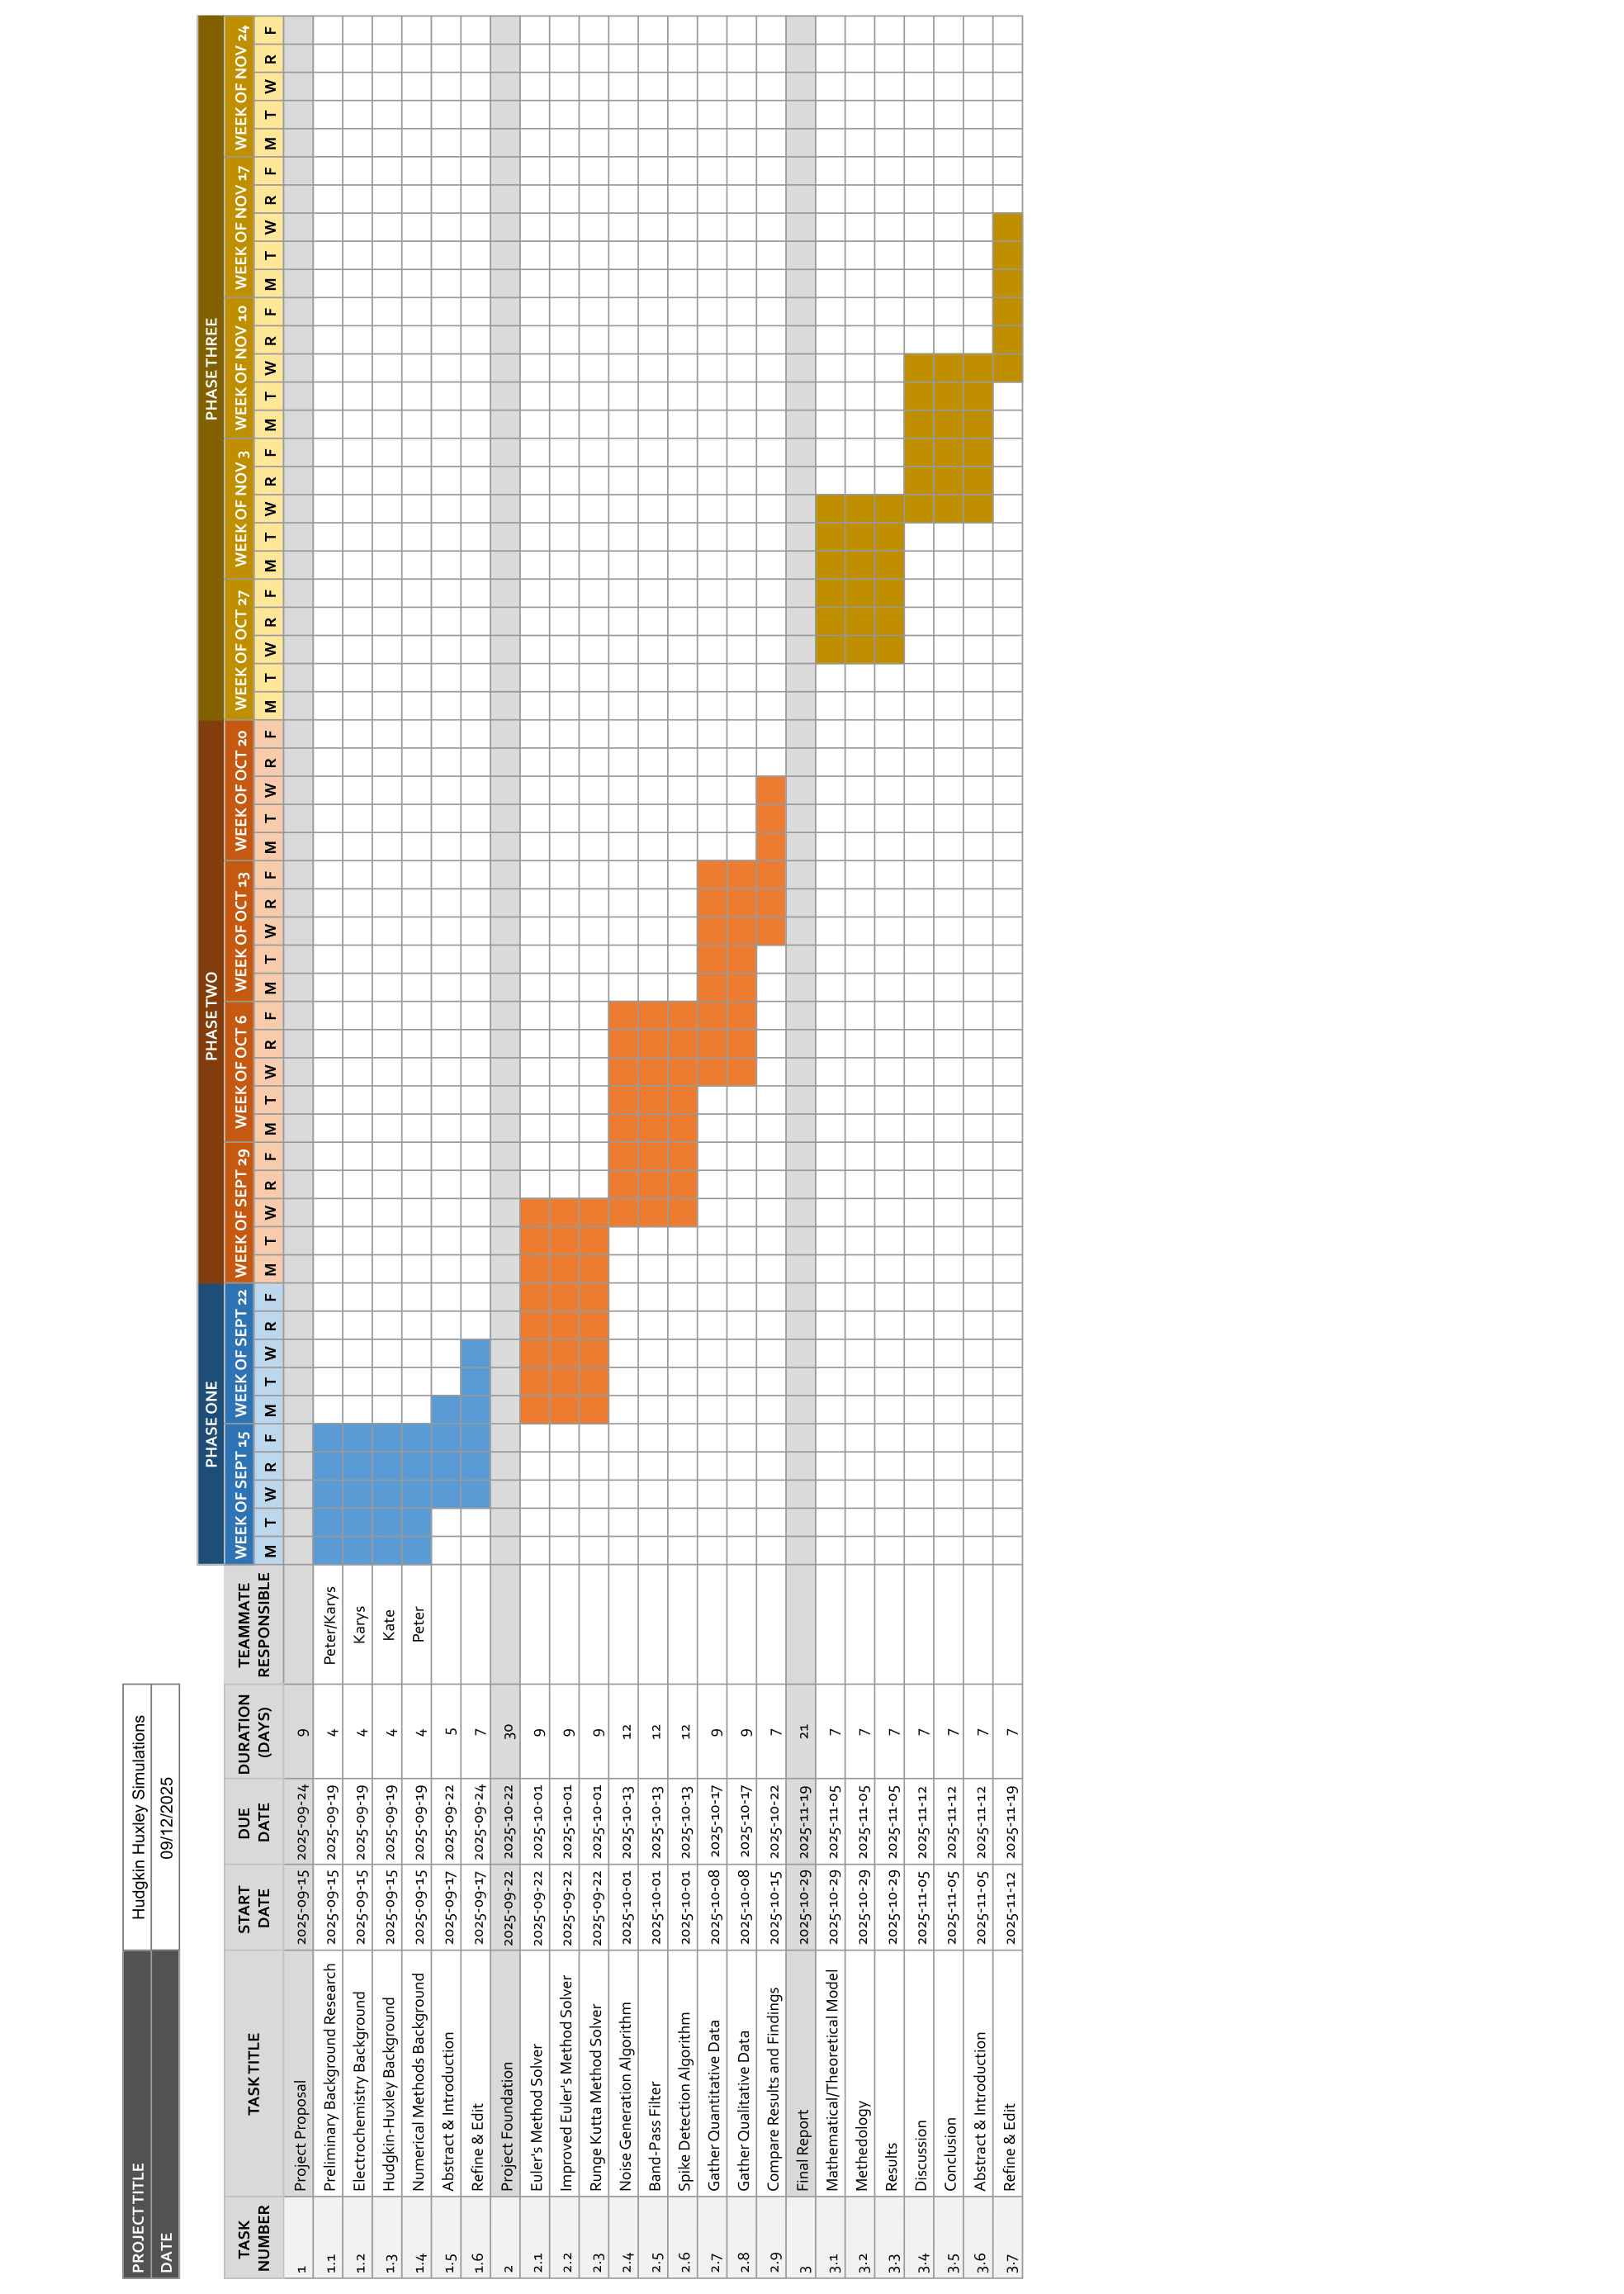 PROJECT TITLE Hudgkin Huxley Simulations
DATE 09/12/2025
PHASE ONE PHASE TWO PHASE THREE
TASK NUMBER TASK TITLE START DATE DUE DATE DURATION (DAYS) TEAMMATE RESPONSIBLE WEEK OF SEPT 15 WEEK OF SEPT 22 WEEK OF SEPT 29 WEEK OF OCT 6 WEEK OF OCT 13 WEEK OF OCT 20 WEEK OF OCT 27 WEEK OF NOV 3 WEEK OF NOV 10 WEEK OF NOV 17 WEEK OF NOV 24
M T W R F M T W R F M T W R F M T W R F M T W R F M T W R F M T W R F M T W R F M T W R F M T W R F M T W R F
1 Project Proposal 2025-09-15 2025-09-24 9
1.1 Preliminary Background Research 2025-09-15 2025-09-19 4 Peter/Karys
1.2 Electrochemistry Background 2025-09-15 2025-09-19 4 Karys
1.3 Hudgkin-Huxley Background 2025-09-15 2025-09-19 4 Kate
1.4 Numerical Methods Background 2025-09-15 2025-09-19 4 Peter
1.5 Abstract & Introduction 2025-09-17 2025-09-22 5
1.6 Refine & Edit 2025-09-17 2025-09-24 7
2 Project Foundation 2025-09-22 2025-10-22 30
2.1 Euler's Method Solver 2025-09-22 2025-10-01 9
2.2 Improved Euler's Method Solver 2025-09-22 2025-10-01 9
2.3 Runge Kutta Method Solver 2025-09-22 2025-10-01 9
2.4 Noise Generation Algorithm 2025-10-01 2025-10-13 12
2.5 Band-Pass Filter 2025-10-01 2025-10-13 12
2.6 Spike Detection Algorithm 2025-10-01 2025-10-13 12
2.7 Gather Quantitative Data 2025-10-08 2025-10-17 9
2.8 Gather Qualitative Data 2025-10-08 2025-10-17 9
2.9 Compare Results and Findings 2025-10-15 2025-10-22 7
3 Final Report 2025-10-29 2025-11-19 21
3.1 Mathematical/Theoretical Model 2025-10-29 2025-11-05 7
3.2 Methedology 2025-10-29 2025-11-05 7
3.3 Results 2025-10-29 2025-11-05 7
3.4 Discussion 2025-11-05 2025-11-12 7
3.5 Conclusion 2025-11-05 2025-11-12 7
3.6 Abstract & Introduction 2025-11-05 2025-11-12 7
3.7 Refine & Edit 2025-11-12 2025-11-19 7